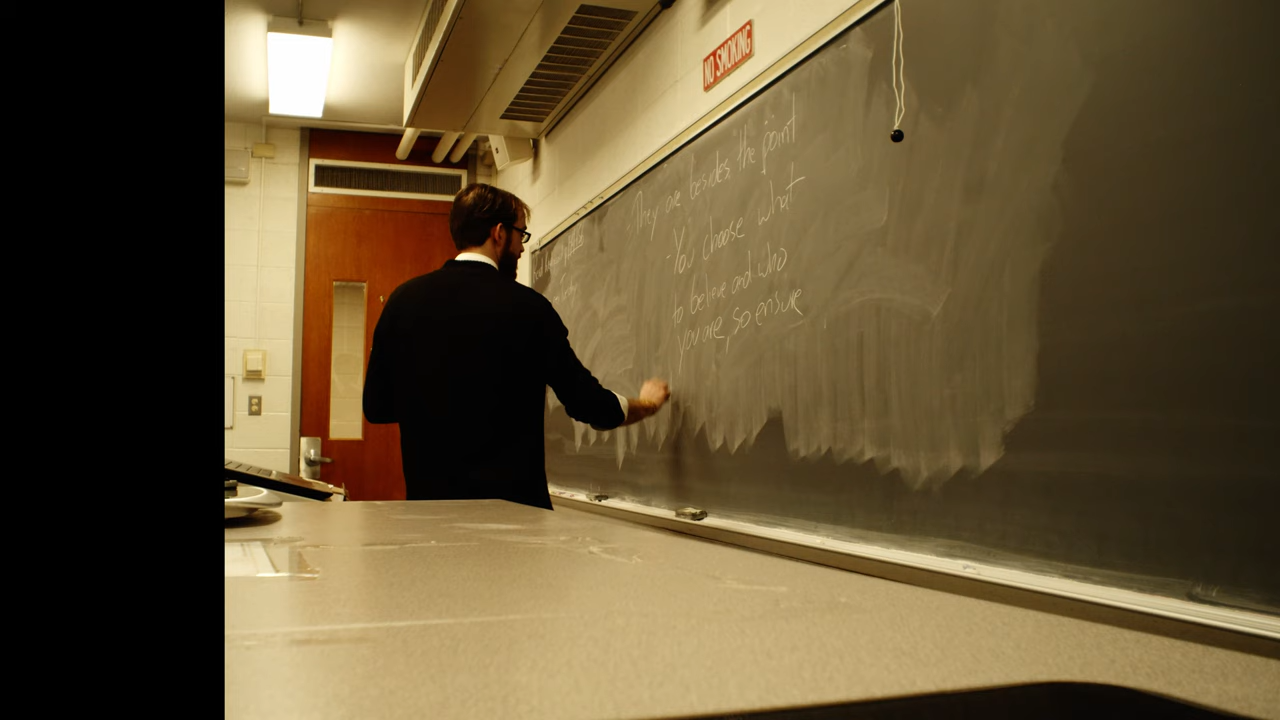 NO SMOKING
- They are besides the point
- You choose what
to believe and who
you are, so ensure